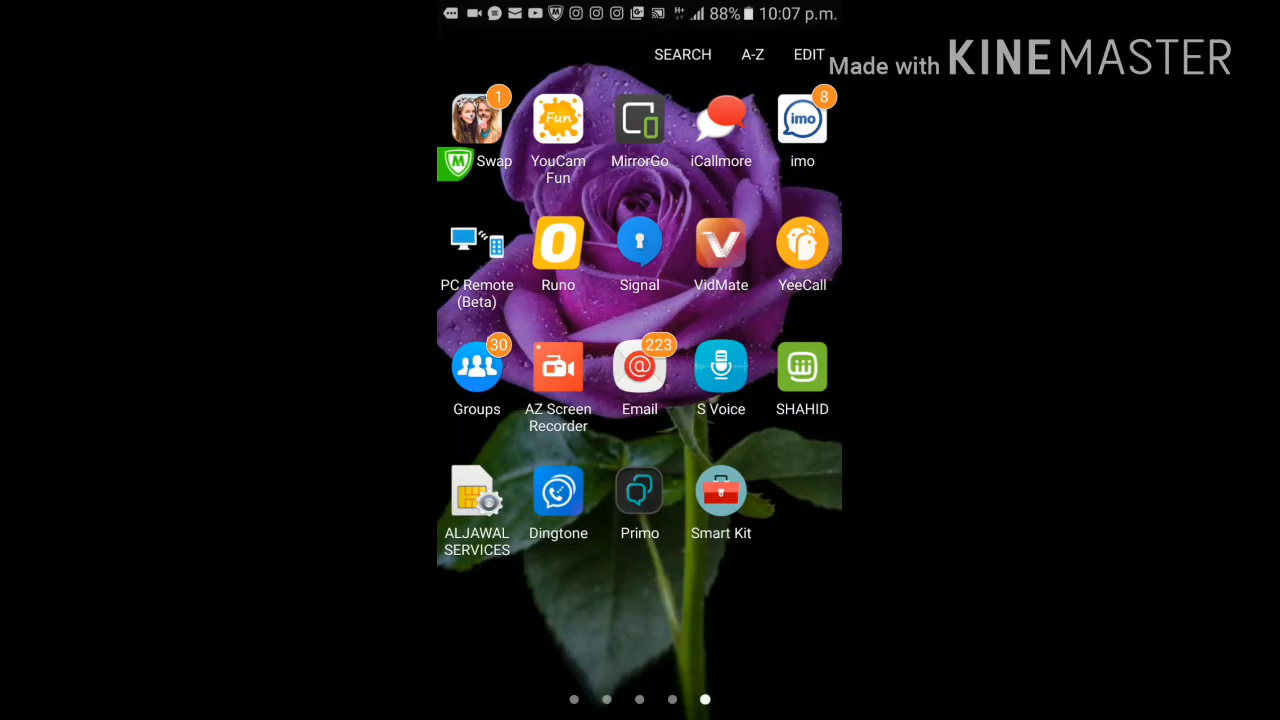 88% 10:07 p.m.
SEARCH A-Z EDIT
Made with KINEMASTER
1 8
Fun imo
Swap YouCam Fun MirrorGo iCallmore imo
PC Remote (Beta) Runo Signal VidMate YeeCall
30 223
Groups AZ Screen Recorder Email S Voice SHAHID
ALJAWAL SERVICES Dingtone Primo Smart Kit